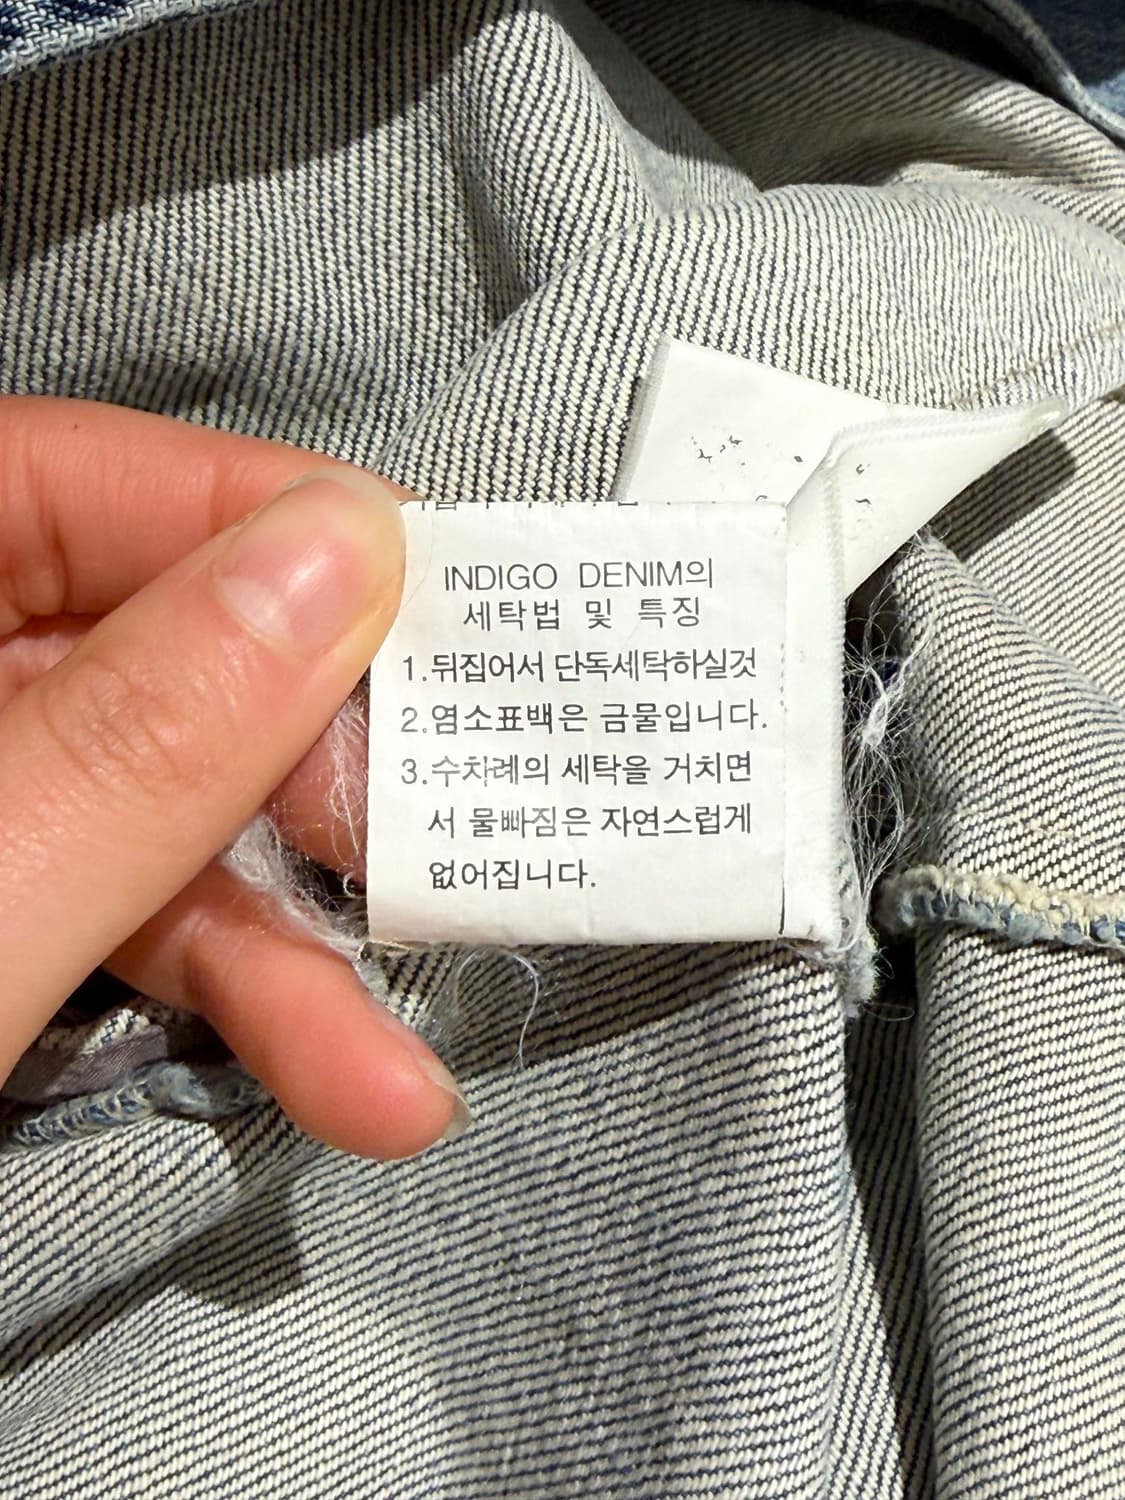 INDIGO DENIM의
세탁법 및 특징
1.뒤집어서 단독세탁하실것
2.염소표백은 금물입니다.
3.수차례의 세탁을 거치면
서 물빠짐은 자연스럽게
없어집니다.